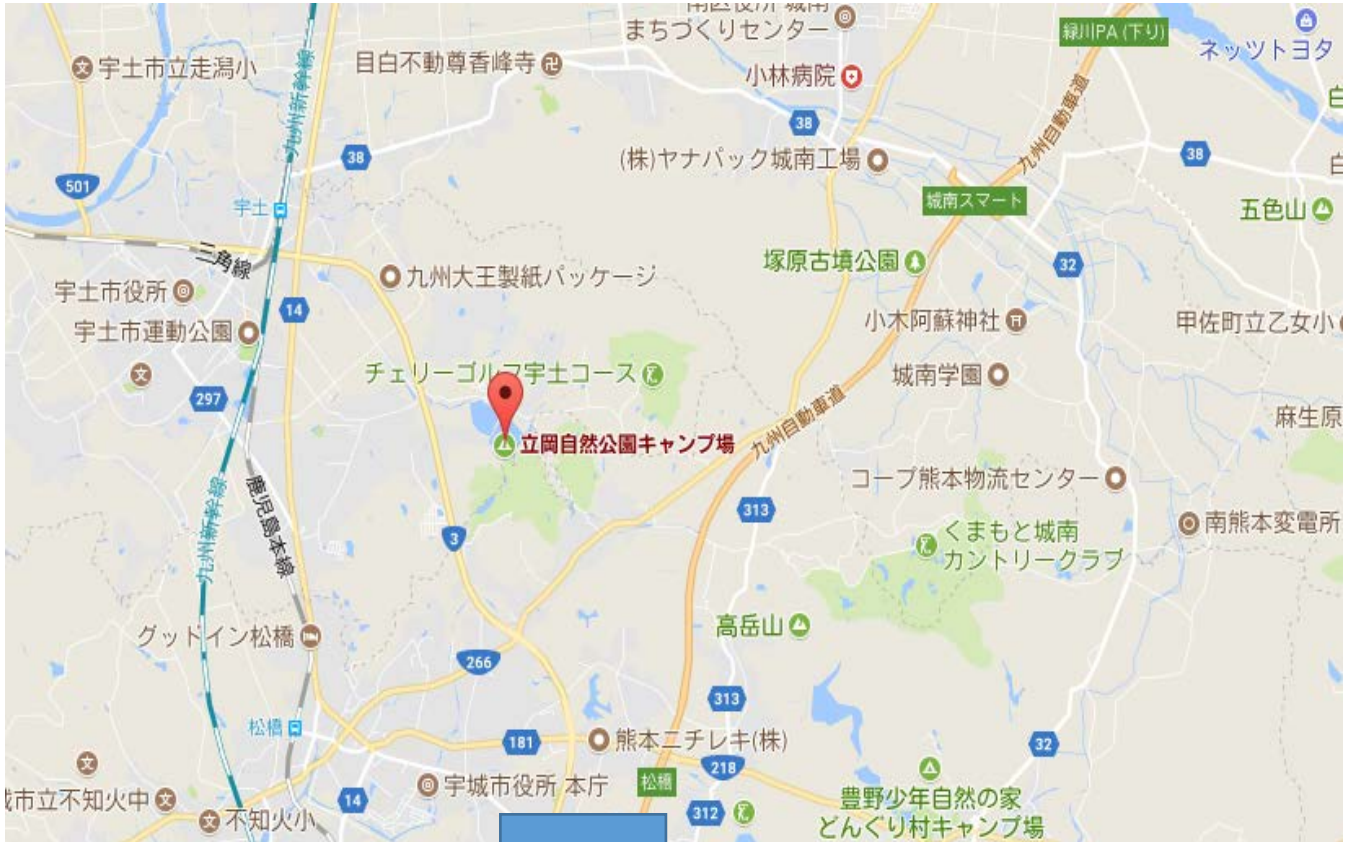 まちづくりセンター
緑川PA (下り)
ネッツトヨタ
宇土市立走潟小
目白不動尊香峰寺
小林病院
九州新幹線
38
九州自動車道
38
(株)ヤナパック城南工場
38
501
宇土
城南スマート
五色山
三角線
塚原古墳公園
32
宇土市役所
九州大王製紙パッケージ
14
宇土市運動公園
小木阿蘇神社
甲佐町立乙女小
文
チェリーゴルフ宇土コース
城南学園
297
九州自動車道
麻生原
立岡自然公園キャンプ場
コープ熊本物流センター
九州新幹線
鹿児島本線
313
3
くまもと城南
カントリークラブ
南熊本変電所
グッドイン松橋
高岳山
266
313
松橋
181
熊本ニチレキ(株)
32
218
文
宇城市役所 本庁
松橋
豊野少年自然の家
どんぐり村キャンプ場
市立不知火中
14
312
不知火小